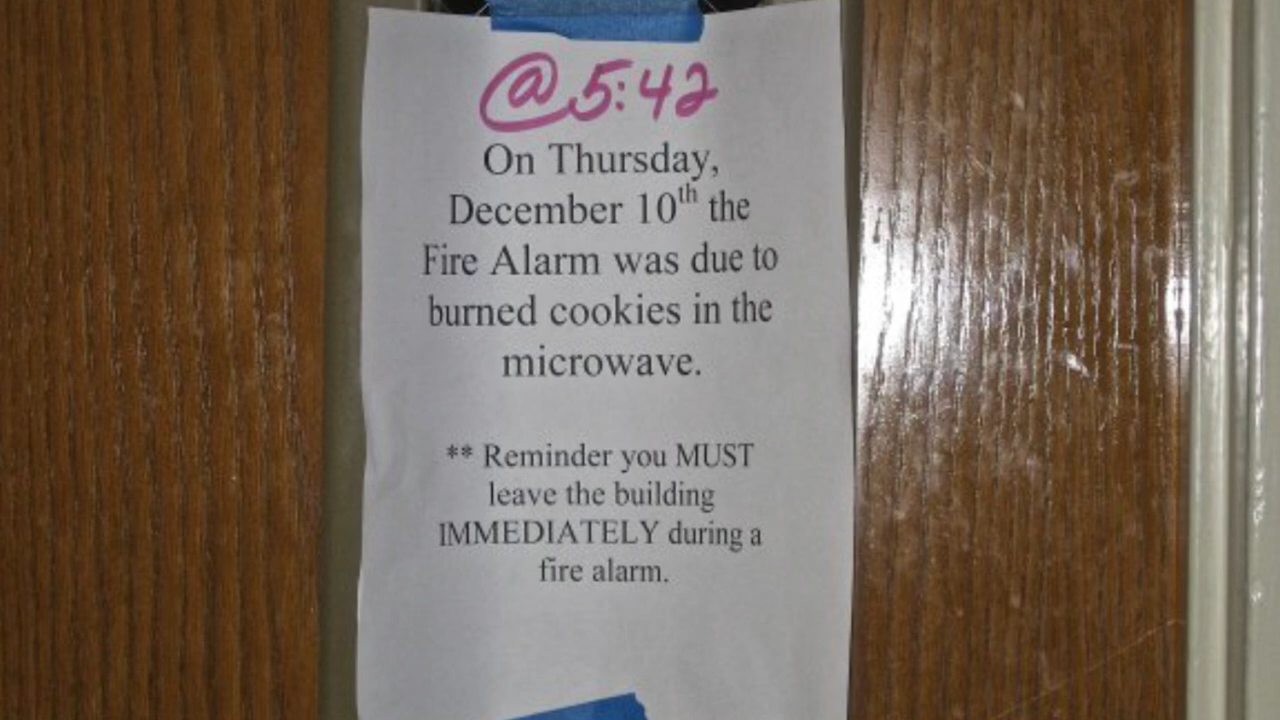 @5:42
On Thursday,
December 10th the
Fire Alarm was due to
burned cookies in the
microwave.
** Reminder you MUST
leave the building
IMMEDIATELY during a
fire alarm.